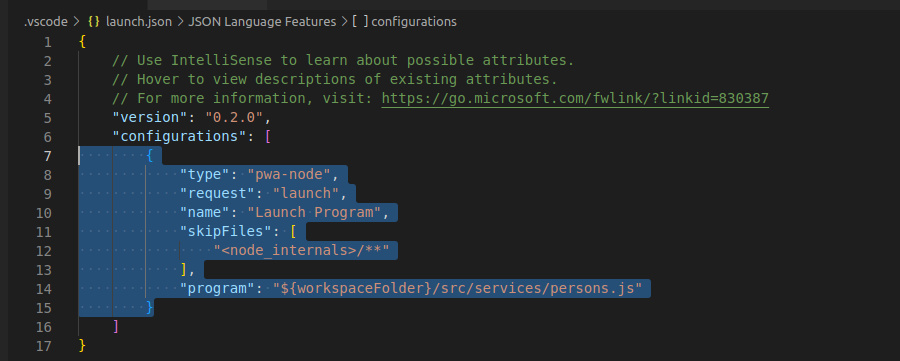 .vscode > {} launch.json > JSON Language Features > [ ] configurations
1 {
2 // Use IntelliSense to learn about possible attributes.
3 // Hover to view descriptions of existing attributes.
4 // For more information, visit: https://go.microsoft.com/fwlink/?linkid=830387
5 "version": "0.2.0",
6 "configurations": [
7 {
8 "type": "pwa-node",
9 "request": "launch",
10 "name": "Launch Program",
11 "skipFiles": [
12 "<node_internals>/**"
13 ],
14 "program": "${workspaceFolder}/src/services/persons.js"
15 }
16 ]
17 }